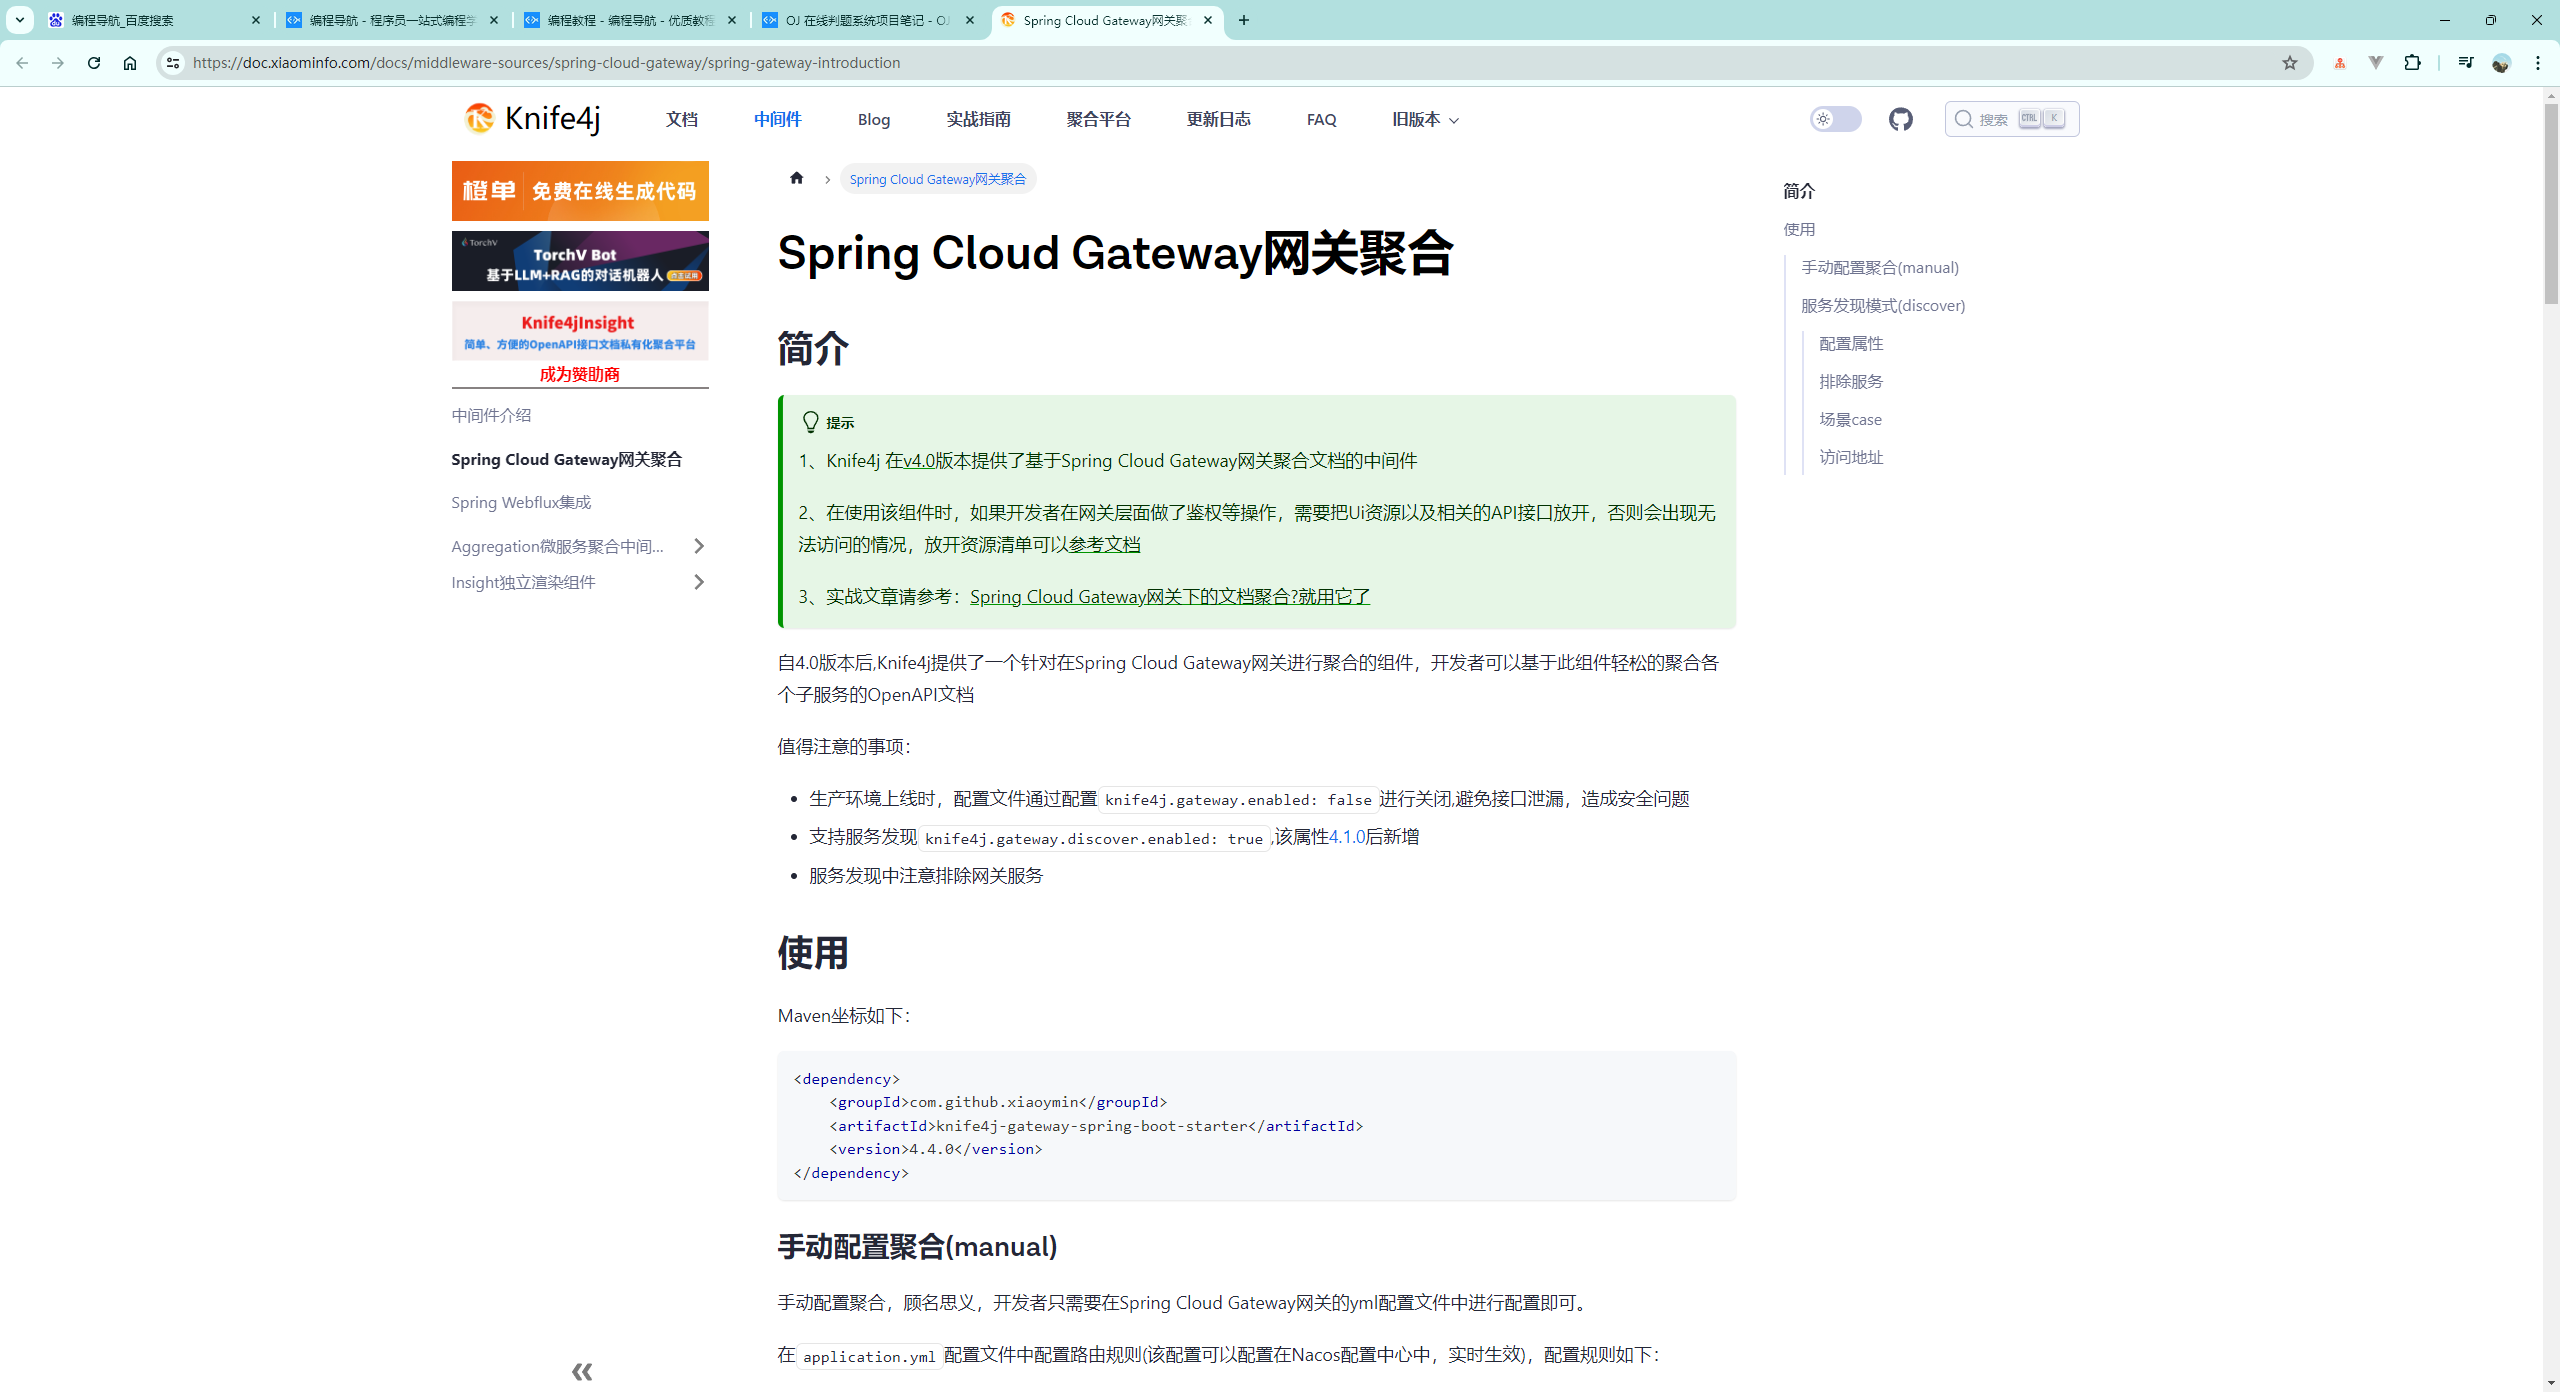 编程导航_百度搜索
编程导航 - 程序员一站式编程学
编程教程 - 编程导航 - 优质教程
OJ 在线判题系统项目笔记 - OJ
Spring Cloud Gateway网关聚
https://doc.xiaominfo.com/docs/middleware-sources/spring-cloud-gateway/spring-gateway-introduction
Knife4j 文档 中间件 Blog 实战指南 聚合平台 更新日志 FAQ 旧版本 搜索 CTRL K
橙单 免费在线生成代码
TorchV
TorchV Bot
基于LLM+RAG的对话机器人
Knife4jInsight
简单、方便的OpenAPI接口文档私有化聚合平台
成为赞助商
中间件介绍
Spring Cloud Gateway网关聚合
Spring Webflux集成
Aggregation微服务聚合中间...
Insight独立渲染组件
Spring Cloud Gateway网关聚合
Spring Cloud Gateway网关聚合
简介
提示
1、Knife4j 在v4.0版本提供了基于Spring Cloud Gateway网关聚合文档的中间件
2、在使用该组件时，如果开发者在网关层面做了鉴权等操作，需要把Ui资源以及相关的API接口放开，否则会出现无
法访问的情况，放开资源清单可以参考文档
3、实战文章请参考：Spring Cloud Gateway网关下的文档聚合?就用它了
自4.0版本后,Knife4j提供了一个针对在Spring Cloud Gateway网关进行聚合的组件，开发者可以基于此组件轻松的聚合各
个子服务的OpenAPI文档
值得注意的事项：
生产环境上线时，配置文件通过配置knife4j.gateway.enabled: false进行关闭,避免接口泄漏，造成安全问题
支持服务发现knife4j.gateway.discover.enabled: true,该属性4.1.0后新增
服务发现中注意排除网关服务
使用
Maven坐标如下：
<dependency>
    <groupId>com.github.xiaoymin</groupId>
    <artifactId>knife4j-gateway-spring-boot-starter</artifactId>
    <version>4.4.0</version>
</dependency>
手动配置聚合(manual)
手动配置聚合，顾名思义，开发者只需要在Spring Cloud Gateway网关的yml配置文件中进行配置即可。
在application.yml配置文件中配置路由规则(该配置可以配置在Nacos配置中心中，实时生效)，配置规则如下：
简介
使用
手动配置聚合(manual)
服务发现模式(discover)
配置属性
排除服务
场景case
访问地址